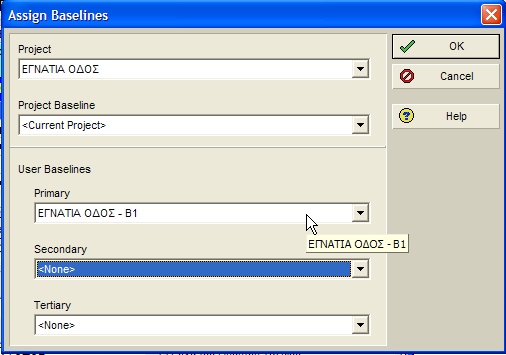 Assign Baselines
Project
ΕΓΝΑΤΙΑ ΟΔΟΣ
Project Baseline
<Current Project>
User Baselines
Primary
ΕΓΝΑΤΙΑ ΟΔΟΣ - B1
ΕΓΝΑΤΙΑ ΟΔΟΣ - B1
Secondary
<None>
Tertiary
<None>
OK
Cancel
Help